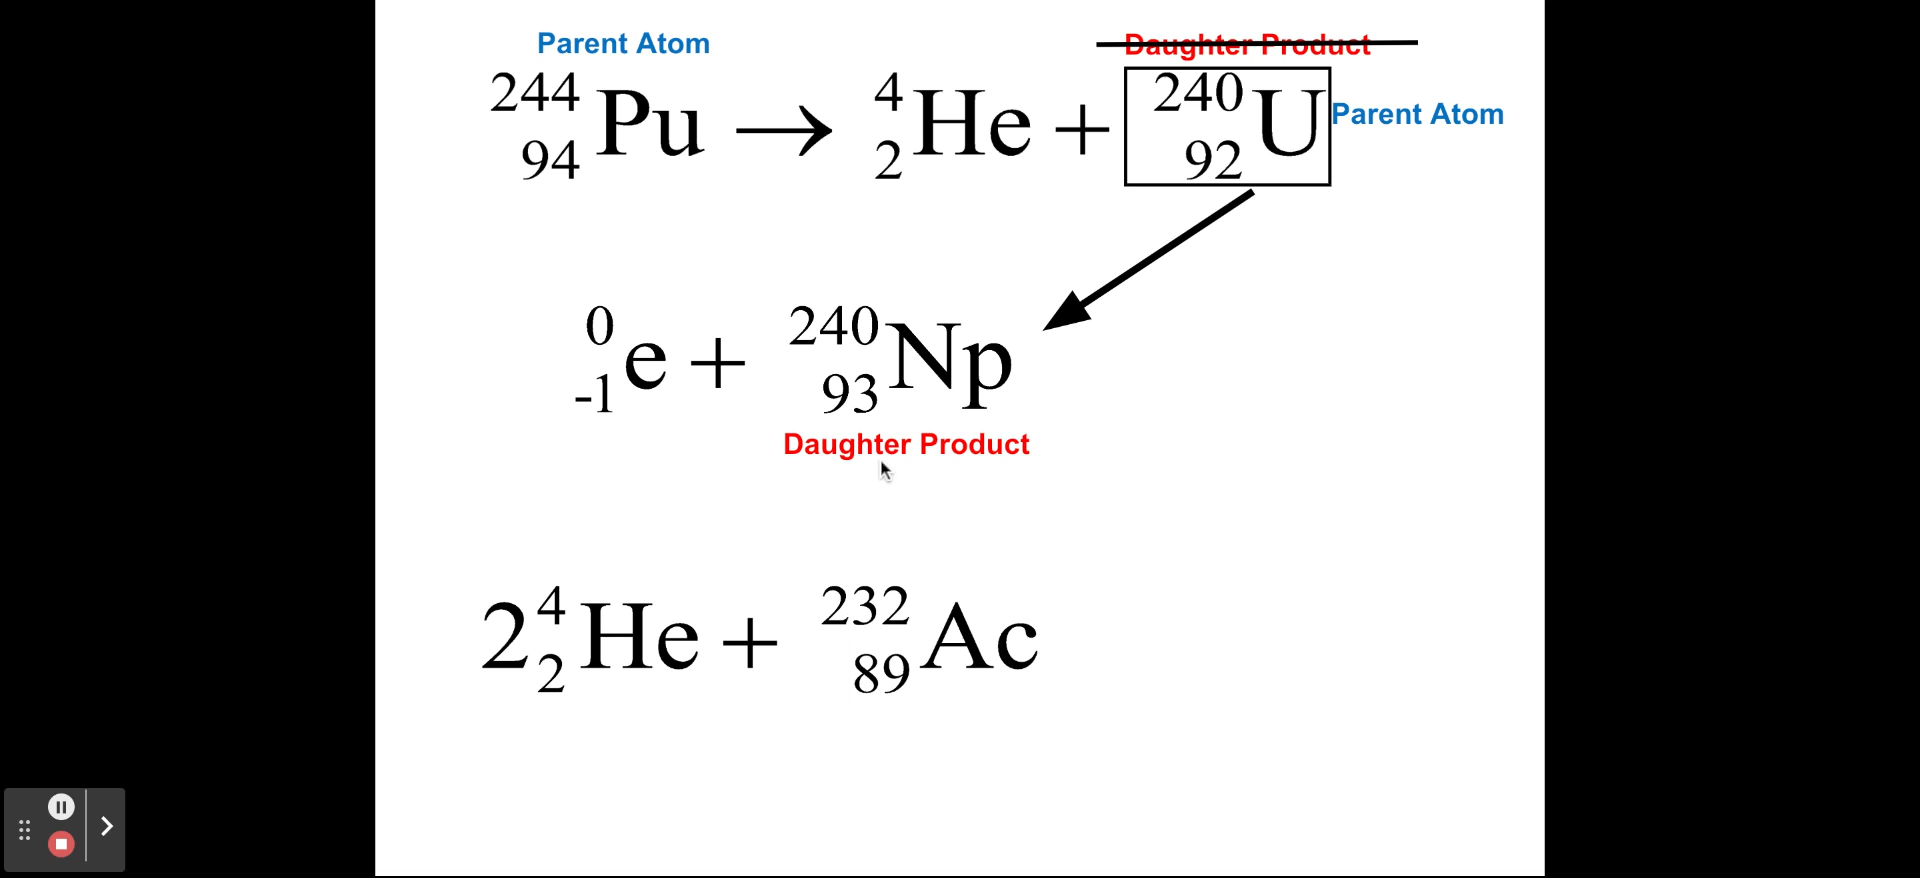 Parent Atom
Daughter Product
244 94 Pu → 4 2 He + 240 92 U Parent Atom
0 -1 e + 240 93 Np
Daughter Product
2 4 2 He + 232 89 Ac